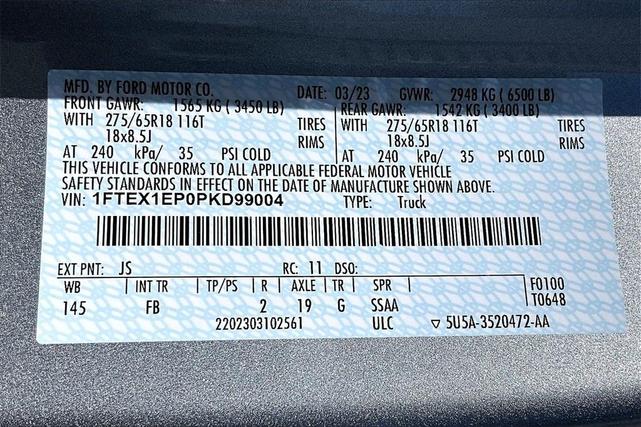 MFD. BY FORD MOTOR CO. DATE: 03/23 GVWR: 2948 KG ( 6500 LB)
FRONT GAWR: 1565 KG ( 3450 LB) REAR GAWR: 1542 KG ( 3400 LB)
WITH 275/65R18 116T TIRES WITH 275/65R18 116T TIRES
18x8.5J RIMS 18x8.5J RIMS
AT 240 kPa/ 35 PSI COLD AT 240 kPa/ 35 PSI COLD
THIS VEHICLE CONFORMS TO ALL APPLICABLE FEDERAL MOTOR VEHICLE
SAFETY STANDARDS IN EFFECT ON THE DATE OF MANUFACTURE SHOWN ABOVE.
VIN: 1FTEX1EP0PKD99004 TYPE: Truck
EXT PNT: JS RC: 11 DSO:
WB INT TR TP/PS R AXLE TR SPR F0100
145 FB 2 19 G SSAA T0648
2202303102561 ULC ▽ 5U5A-3520472-AA